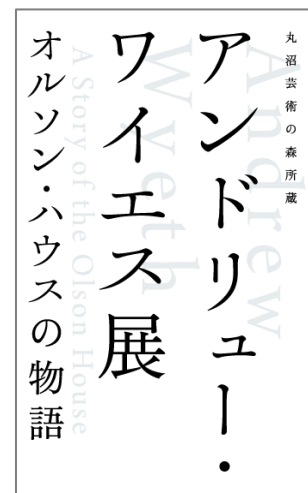 丸沼芸術の森所蔵
アンドリュー・
ワイエス展
オルソン・ハウスの物語
Andrew
Wyeth
A Story of the Olson House